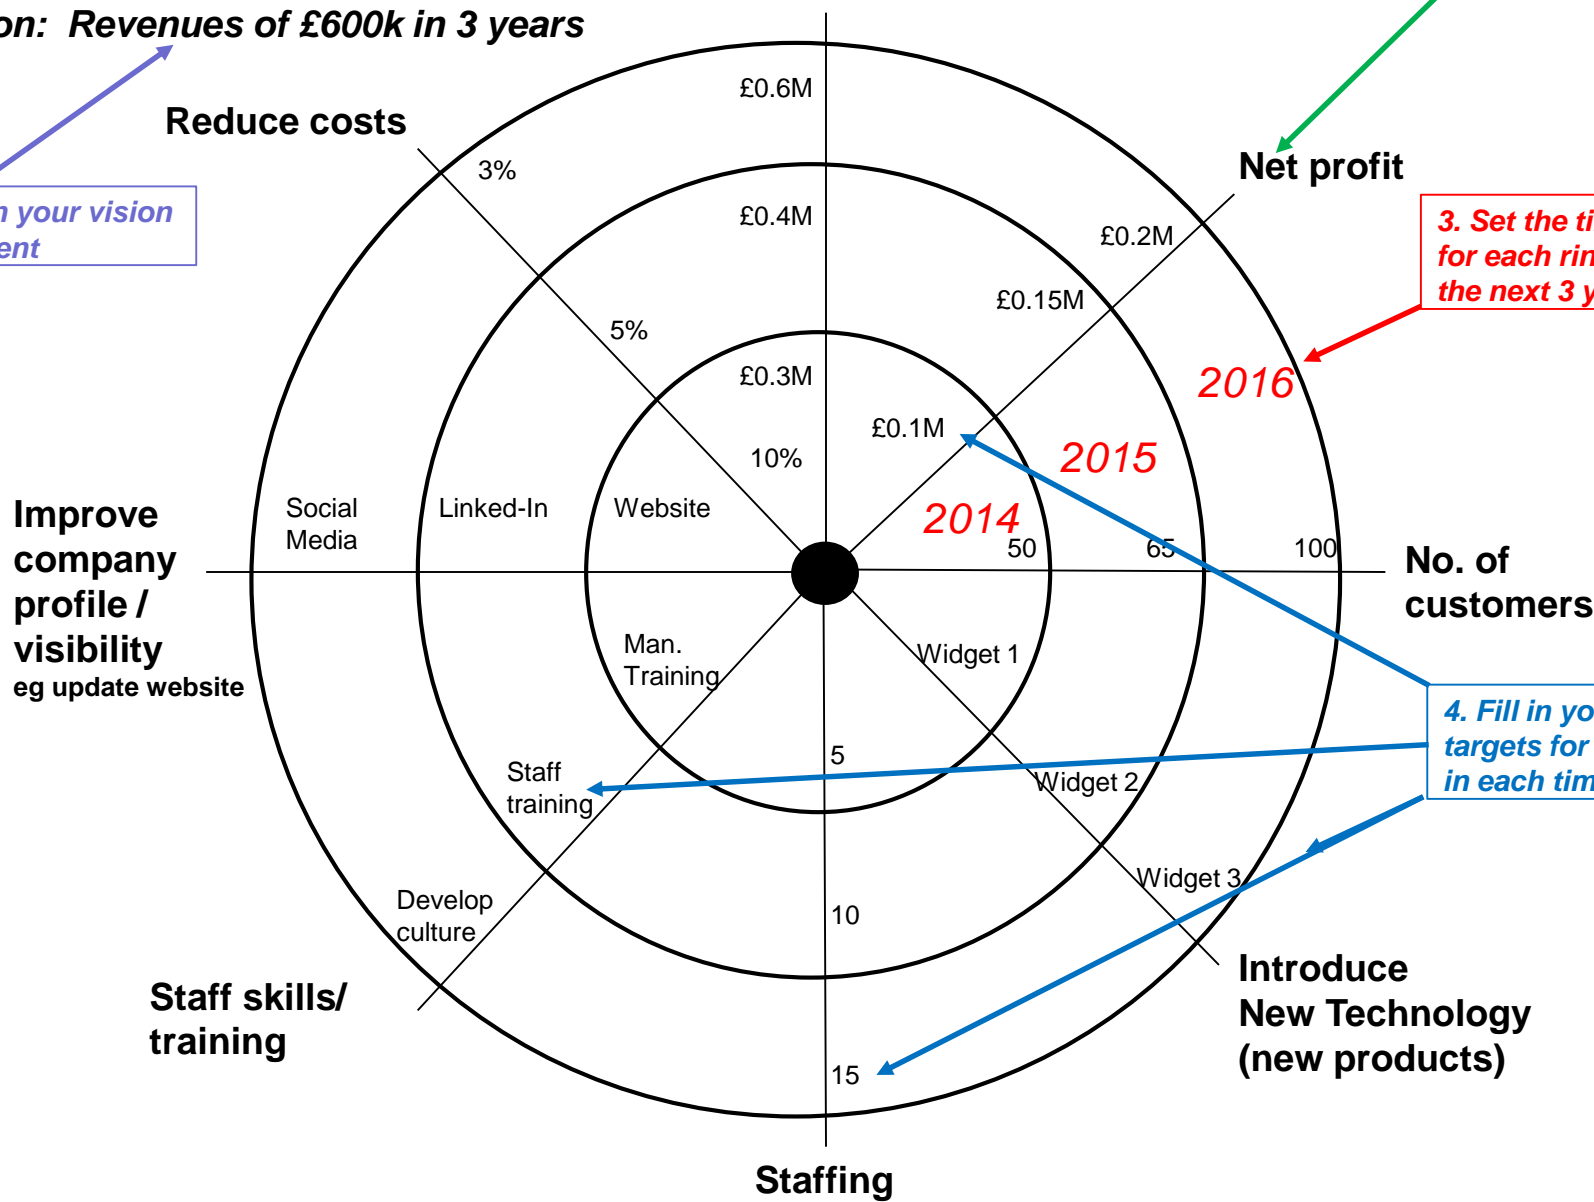 on: Revenues of £600k in 3 years
£0.6M
Reduce costs
3%
Net profit
n your vision
ent
£0.4M
£0.2M
3. Set the ti
for each rin
the next 3 y
£0.15M
5%
£0.3M
2016
£0.1M
10%
2015
Social
Media
Linked-In
Website
2014
50
65
100
Improve
company
profile /
visibility
eg update website
No. of
customers
Man.
Training
Widget 1
4. Fill in yo
targets for
in each tim
5
Staff
training
Widget 2
Widget 3
Develop
culture
10
Staff skills/
training
Introduce
New Technology
(new products)
15
Staffing